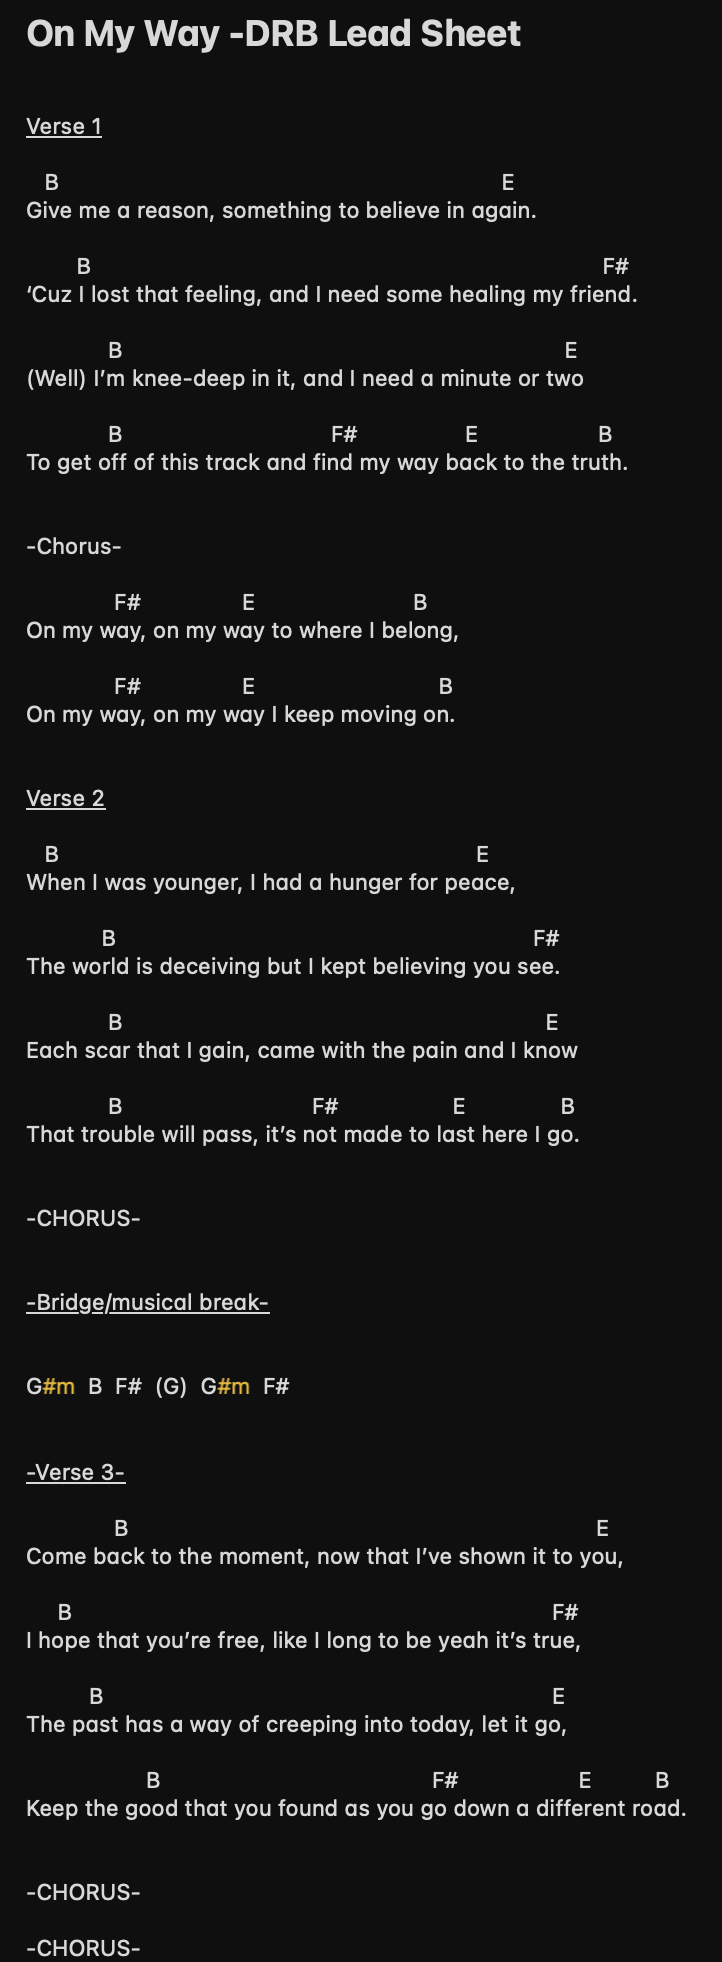 On My Way -DRB Lead Sheet
Verse 1
B E
Give me a reason, something to believe in again.
B F#
‘Cuz I lost that feeling, and I need some healing my friend.
B E
(Well) I’m knee-deep in it, and I need a minute or two
B F# E B
To get off of this track and find my way back to the truth.
-Chorus-
F# E B
On my way, on my way to where I belong,
F# E B
On my way, on my way I keep moving on.
Verse 2
B E
When I was younger, I had a hunger for peace,
B F#
The world is deceiving but I kept believing you see.
B E
Each scar that I gain, came with the pain and I know
B F# E B
That trouble will pass, it’s not made to last here I go.
-CHORUS-
-Bridge/musical break-
G#m B F# (G) G#m F#
-Verse 3-
B E
Come back to the moment, now that I’ve shown it to you,
B F#
I hope that you’re free, like I long to be yeah it’s true,
B E
The past has a way of creeping into today, let it go,
B F# E B
Keep the good that you found as you go down a different road.
-CHORUS-
-CHORUS-